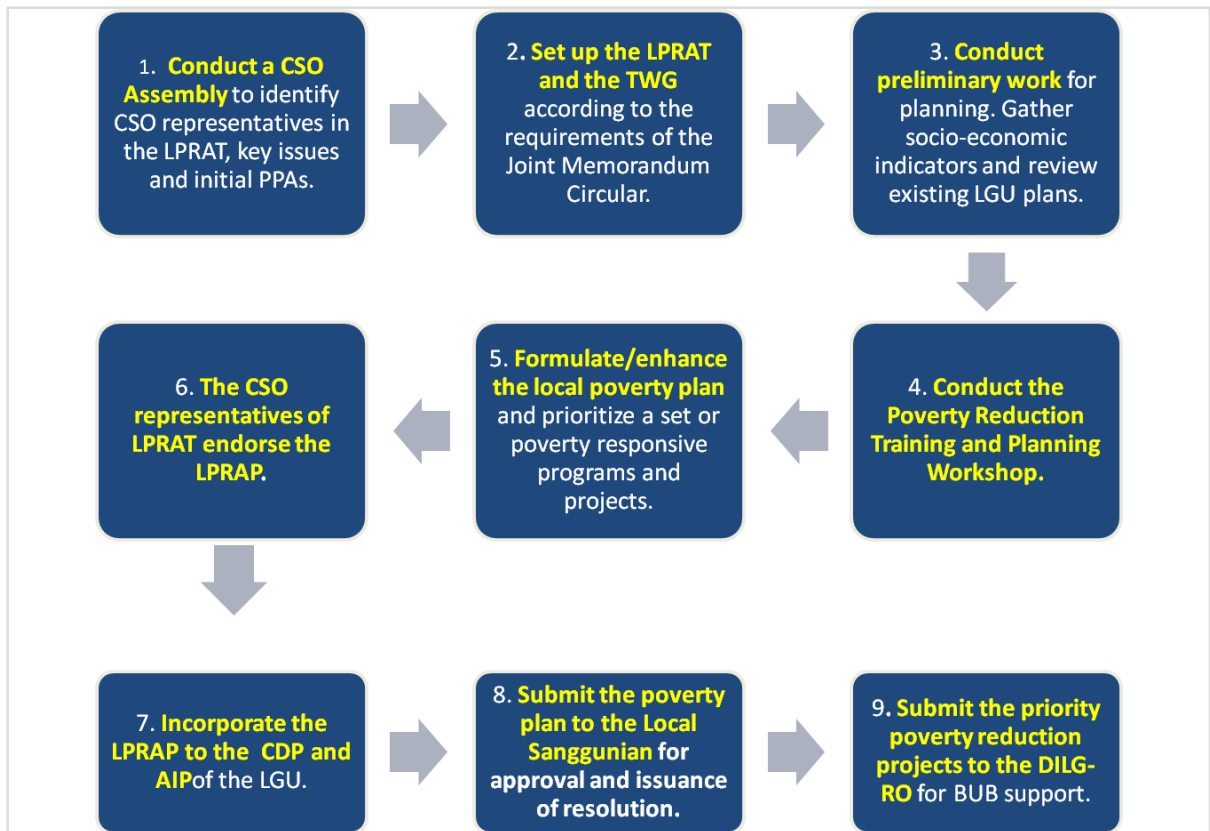 1. Conduct a CSO
Assembly to identify
CSO representatives in
the LPRAT, key issues
and initial PPAs.
2. Set up the LPRAT
and the TWG
according to the
requirements of the
Joint Memorandum
Circular.
3. Conduct
preliminary work for
planning. Gather
socio-economic
indicators and review
existing LGU plans.
4. Conduct the
Poverty Reduction
Training and Planning
Workshop.
5. Formulate/enhance
the local poverty plan
and prioritize a set or
poverty responsive
programs and
projects.
6. The CSO
representatives of
LPRAT endorse the
LPRAP.
7. Incorporate the
LPRAP to the CDP and
AIPof the LGU.
8. Submit the poverty
plan to the Local
Sanggunian for
approval and issuance
of resolution.
9. Submit the priority
poverty reduction
projects to the DILG-
RO for BUB support.